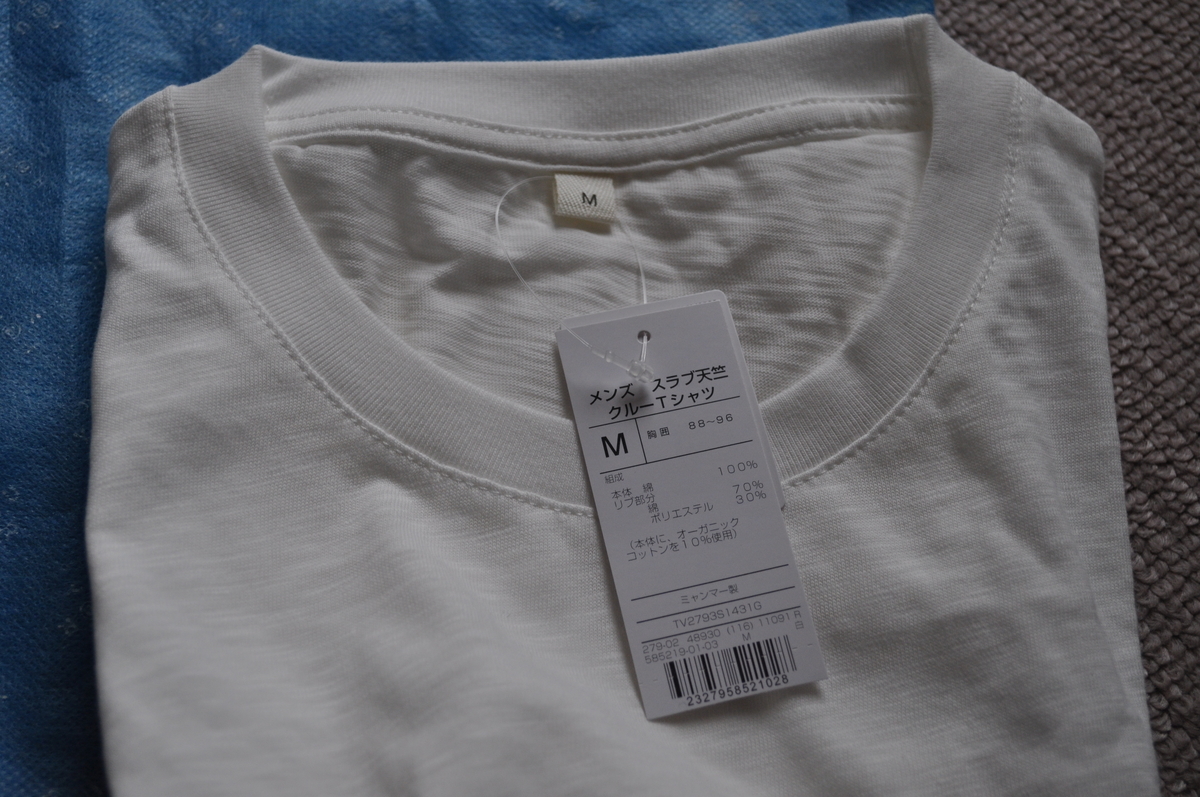 M
メンズ スラブ天竺
クルーTシャツ
M 胸囲 88~96
組成
本体 綿 100%
リブ部分
綿 70%
ポリエステル 30%
(本体に、オーガニック
コットンを10%使用)
ミャンマー製
TV2793S1431G
279-02 48930 (116) 11091 R
585219-01-03 M G
2327958521028